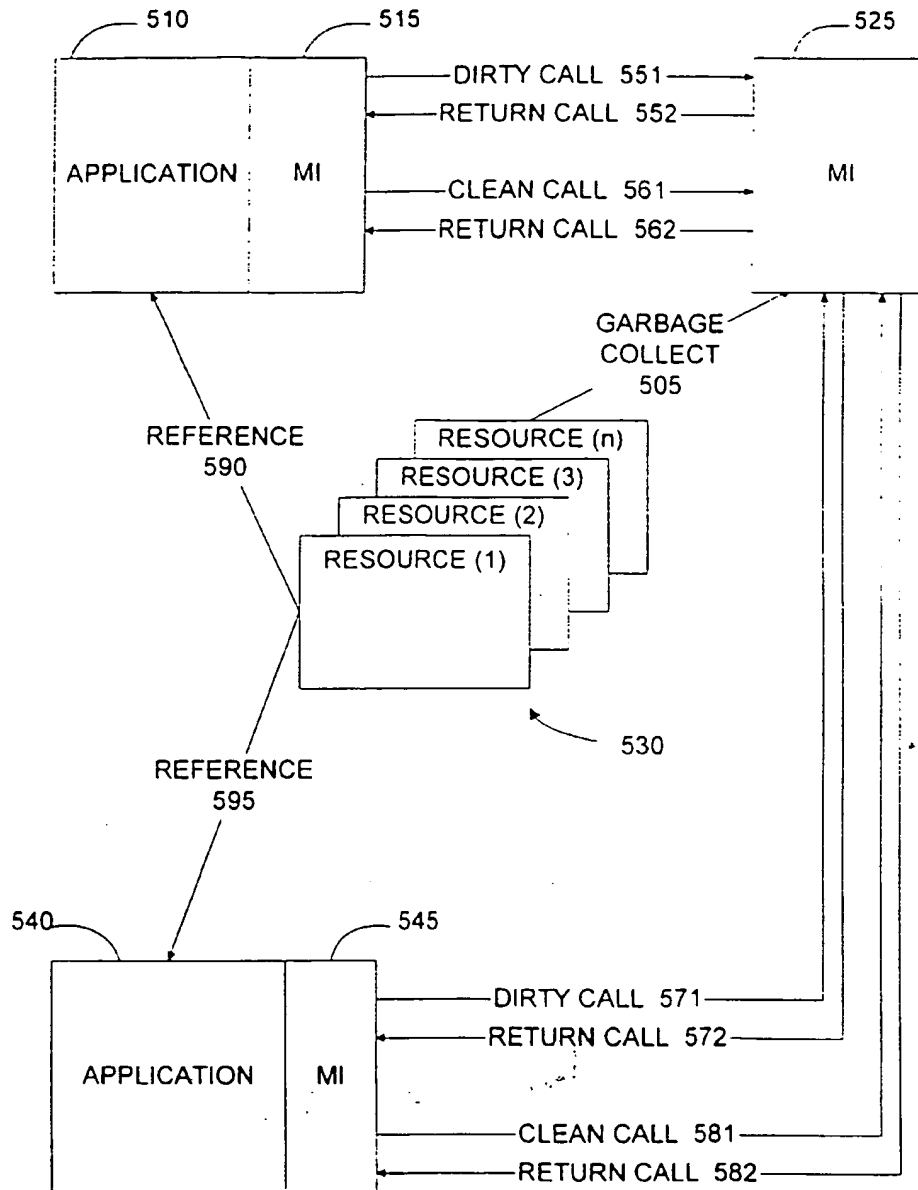 510
515
525
DIRTY CALL 551
RETURN CALL 552
APPLICATION
MI
MI
CLEAN CALL 561
RETURN CALL 562
GARBAGE
COLLECT
505
REFERENCE
590
RESOURCE (n)
RESOURCE (3)
RESOURCE (2)
RESOURCE (1)
530
REFERENCE
595
540
545
DIRTY CALL 571
RETURN CALL 572
APPLICATION
MI
CLEAN CALL 581
RETURN CALL 582